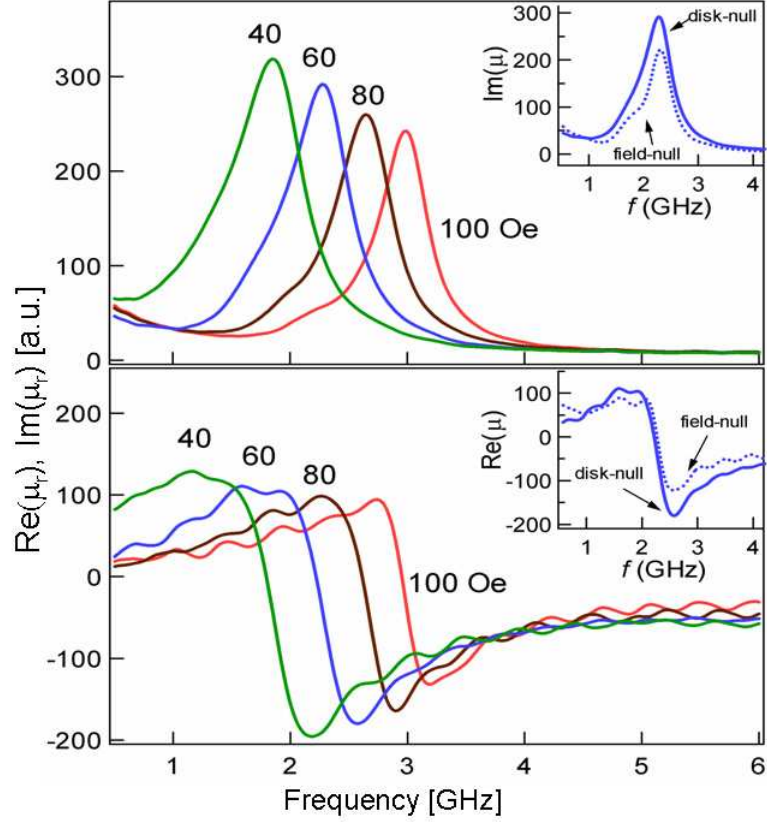 40
60
80
100 Oe
300
200
100
0
300
200
100
0
Im(μ)
disk-null
field-null
1 2 3 4
f (GHz)
Re(μᵣ), Im(μᵣ) [a.u.]
200
100
0
-100
-200
40
60
80
100 Oe
100
0
-100
-200
Re(μ)
field-null
disk-null
1 2 3 4
f (GHz)
1 2 3 4 5 6
Frequency [GHz]